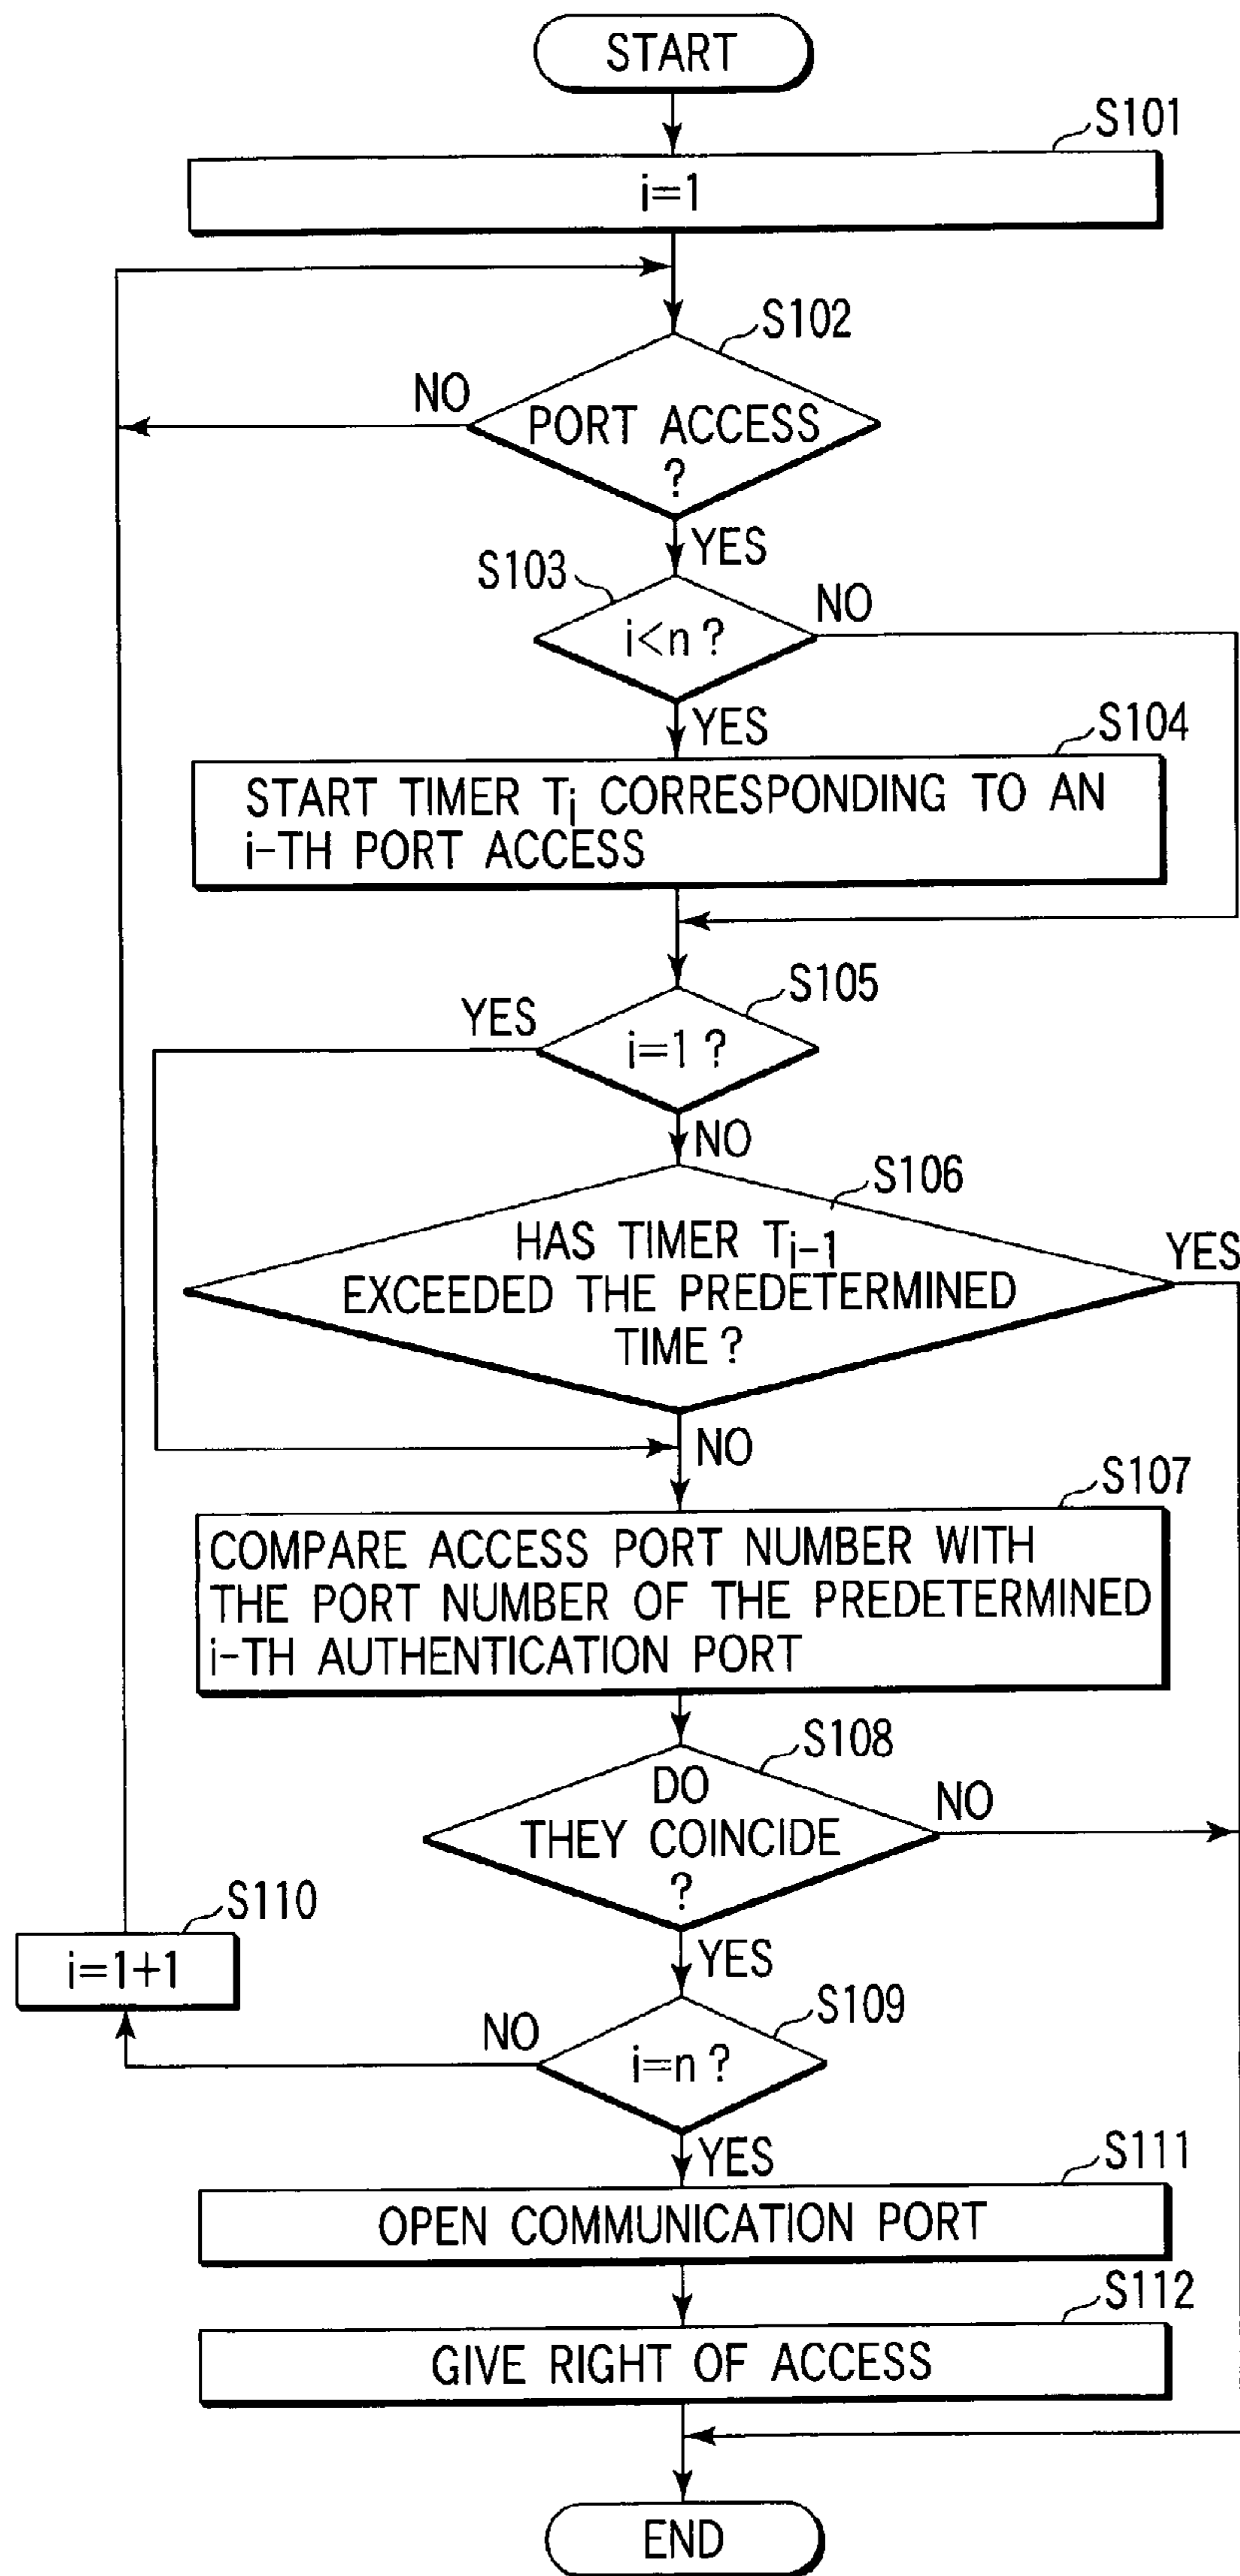 START
S101
i=1
S102
NO
PORT ACCESS
?
YES
S103
NO
i<n ?
YES
S104
START TIMER Ti CORRESPONDING TO AN
i-TH PORT ACCESS
S105
YES
i=1 ?
NO
S106
HAS TIMER Ti-1
YES
EXCEEDED THE PREDETERMINED
TIME ?
NO
S107
COMPARE ACCESS PORT NUMBER WITH
THE PORT NUMBER OF THE PREDETERMINED
i-TH AUTHENTICATION PORT
S108
DO
NO
THEY COINCIDE
?
S110
YES
i=1+1
S109
NO
i=n ?
YES
S111
OPEN COMMUNICATION PORT
S112
GIVE RIGHT OF ACCESS
END